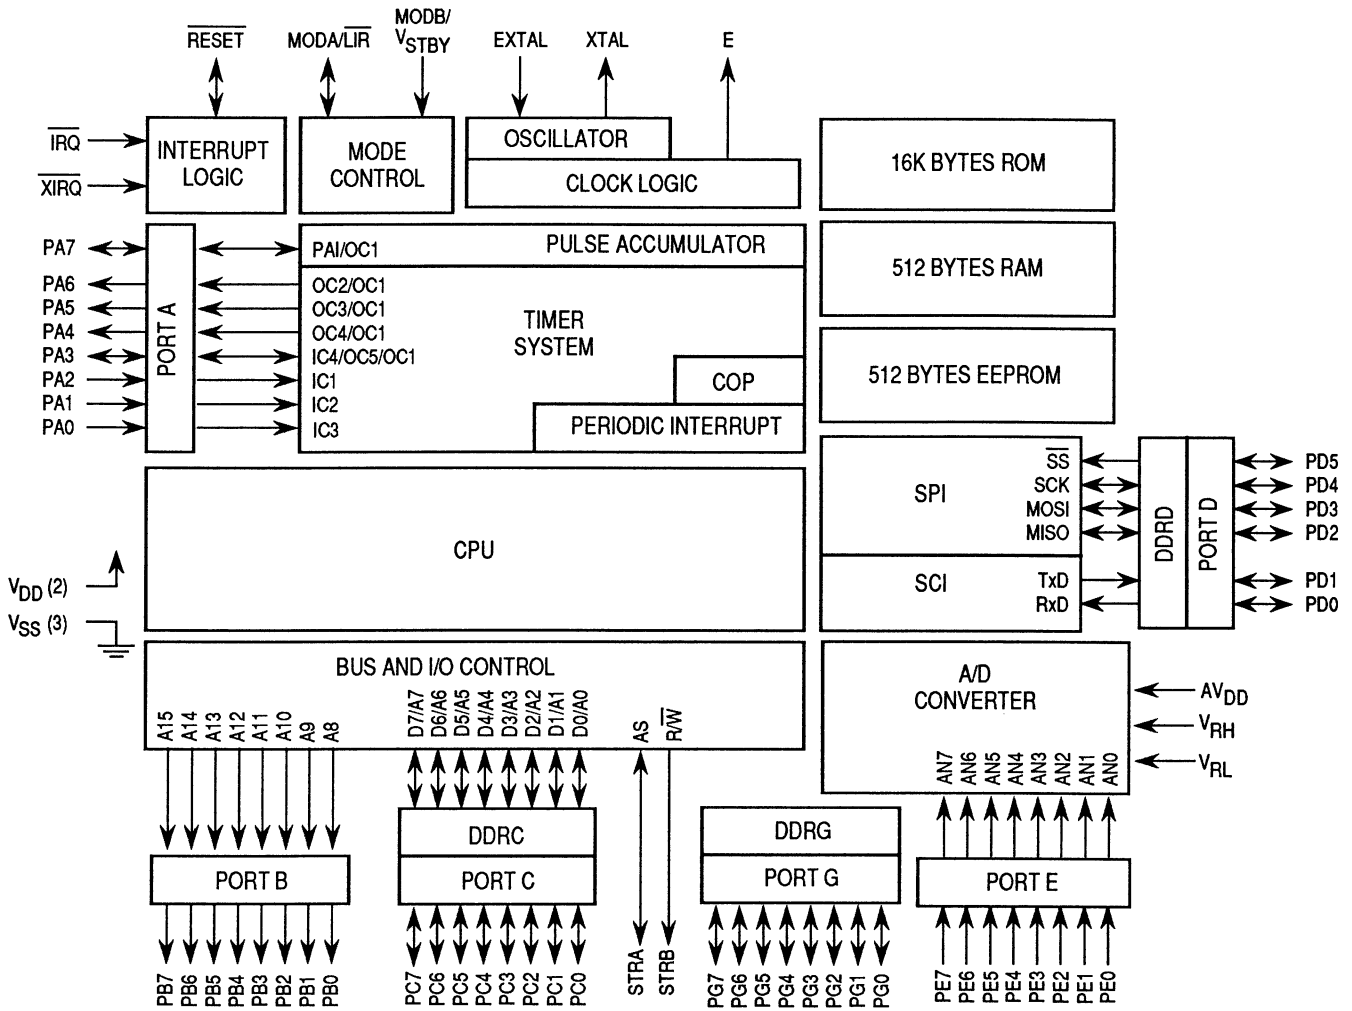 RESET
MODA/LIR
MODB/
VSTBY
EXTAL
XTAL
E
IRQ
XIRQ
INTERRUPT
LOGIC
MODE
CONTROL
OSCILLATOR
CLOCK LOGIC
16K BYTES ROM
PA7
PA6
PA5
PA4
PA3
PA2
PA1
PA0
PORT A
PAI/OC1
PULSE ACCUMULATOR
OC2/OC1
OC3/OC1
OC4/OC1
IC4/OC5/OC1
IC1
IC2
IC3
TIMER
SYSTEM
COP
PERIODIC INTERRUPT
512 BYTES RAM
512 BYTES EEPROM
CPU
VDD (2)
VSS (3)
SPI
SS
SCK
MOSI
MISO
SCI
TxD
RxD
DDRD
PORT D
PD5
PD4
PD3
PD2
PD1
PD0
BUS AND I/O CONTROL
A15
A14
A13
A12
A11
A10
A9
A8
D7/A7
D6/A6
D5/A5
D4/A4
D3/A3
D2/A2
D1/A1
D0/A0
AS
R/W
A/D
CONVERTER
AN7
AN6
AN5
AN4
AN3
AN2
AN1
AN0
AVDD
VRH
VRL
PORT B
DDRC
PORT C
DDRG
PORT G
PORT E
PB7
PB6
PB5
PB4
PB3
PB2
PB1
PB0
PC7
PC6
PC5
PC4
PC3
PC2
PC1
PC0
STRA
STRB
PG7
PG6
PG5
PG4
PG3
PG2
PG1
PG0
PE7
PE6
PE5
PE4
PE3
PE2
PE1
PE0